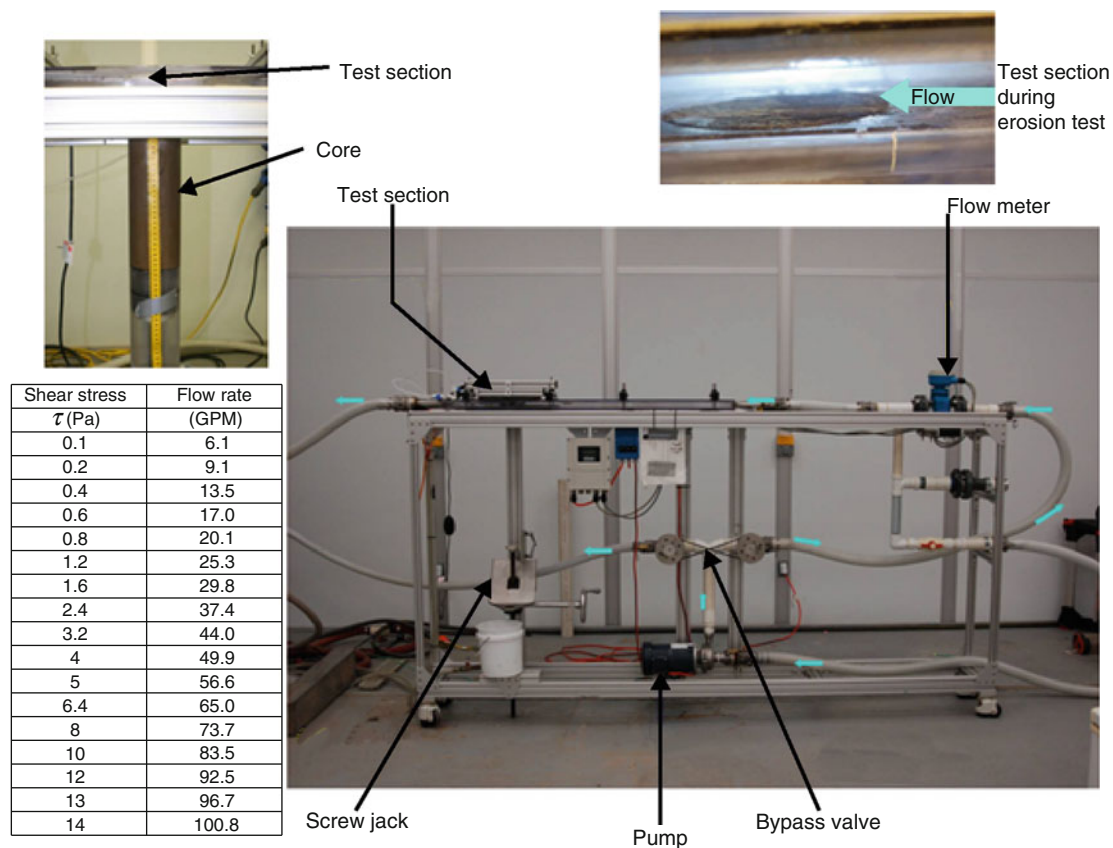 Test section
Core
Flow
Test section
during
erosion test
Test section
Flow meter
Shear stress Flow rate
τ (Pa) (GPM)
0.1 6.1
0.2 9.1
0.4 13.5
0.6 17.0
0.8 20.1
1.2 25.3
1.6 29.8
2.4 37.4
3.2 44.0
4 49.9
5 56.6
6.4 65.0
8 73.7
10 83.5
12 92.5
13 96.7
14 100.8
Screw jack
Pump
Bypass valve